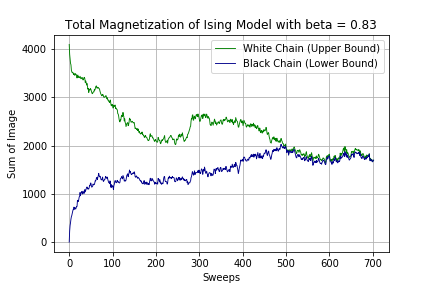 Total Magnetization of Ising Model with beta = 0.83
White Chain (Upper Bound)
Black Chain (Lower Bound)
Sum of Image
4000
3000
2000
1000
0
0 100 200 300 400 500 600 700
Sweeps